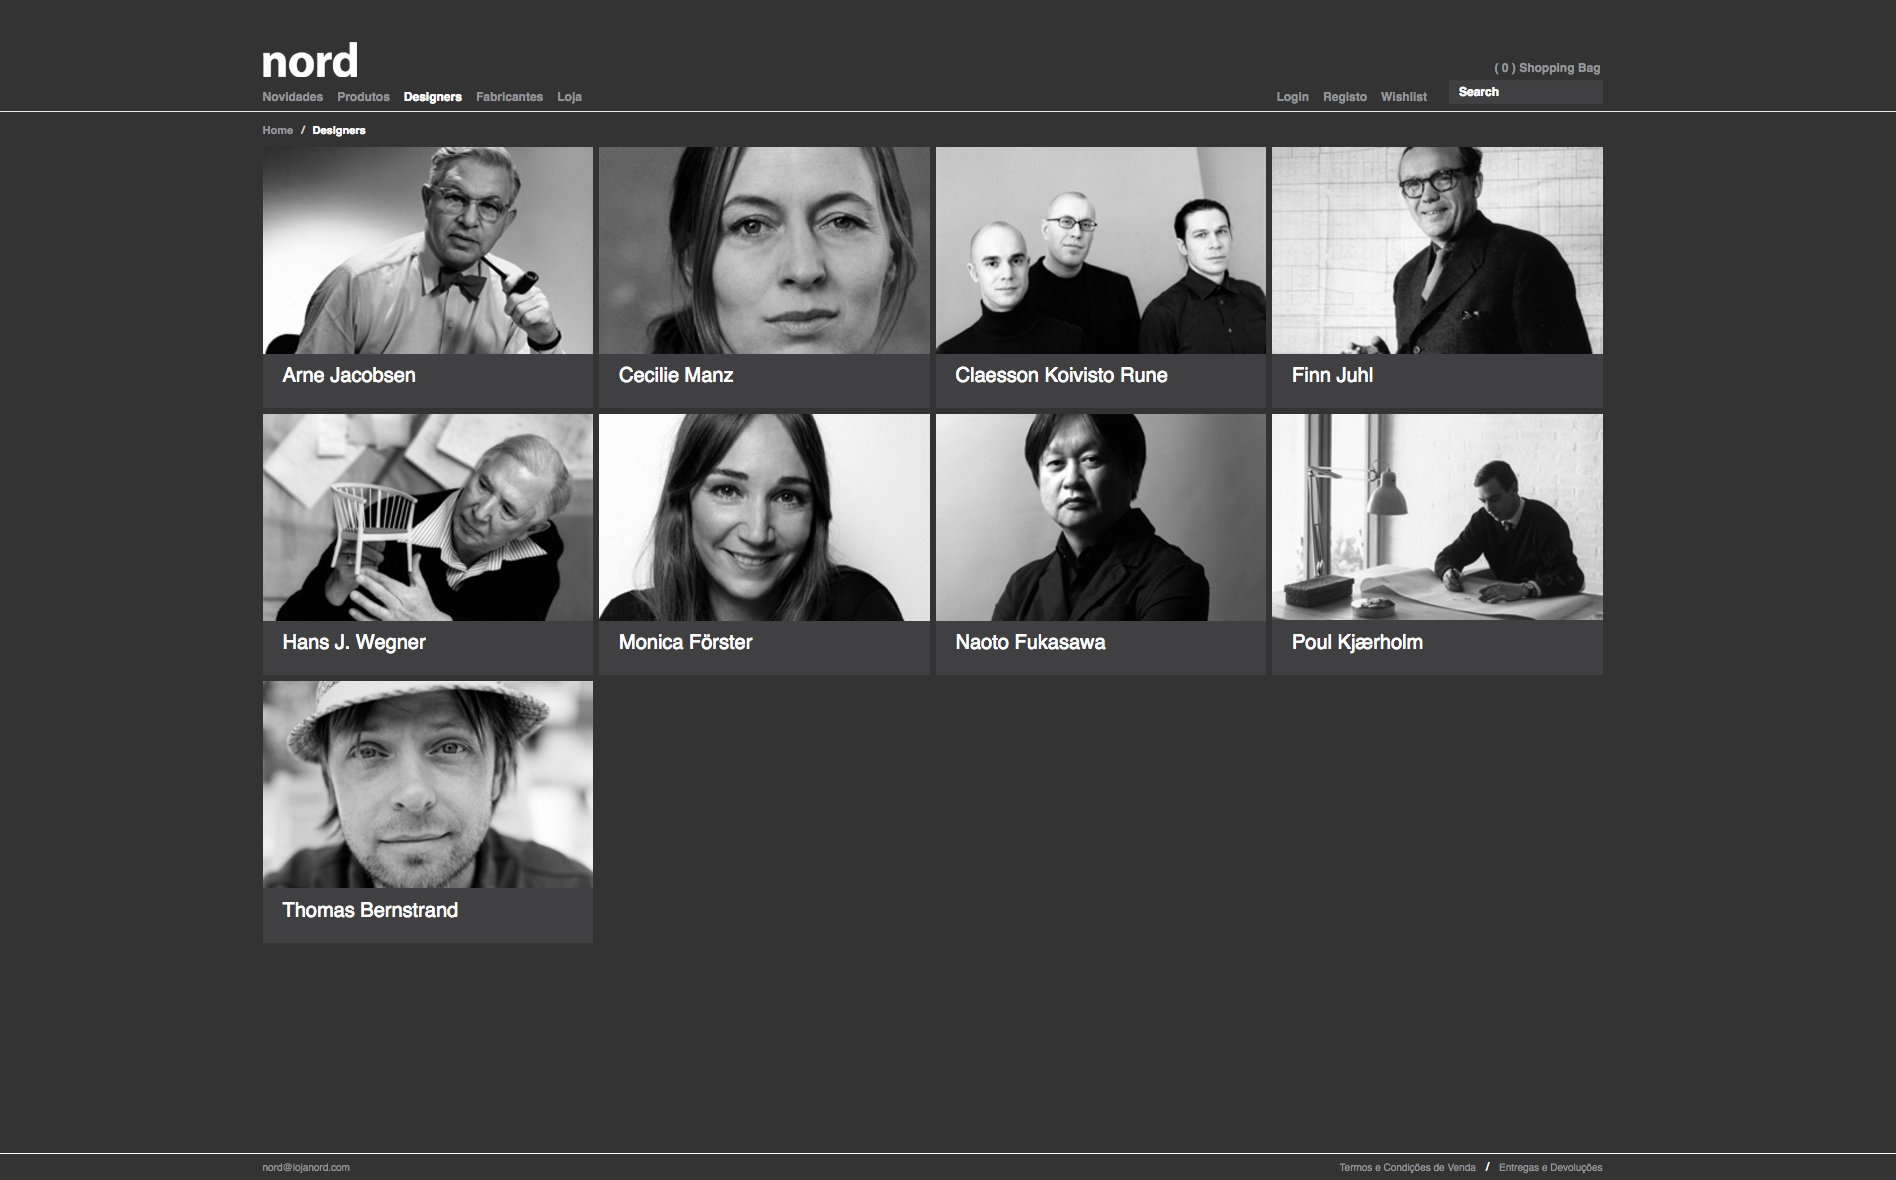 nord
( 0 ) Shopping Bag
Novidades Produtos Designers Fabricantes Loja Login Registo Wishlist Search
Home / Designers
Arne Jacobsen Cecilie Manz Claesson Koivisto Rune Finn Juhl
Hans J. Wegner Monica Förster Naoto Fukasawa Poul Kjærholm
Thomas Bernstrand
nord@lojanord.com Termos e Condições de Venda / Entregas e Devoluções